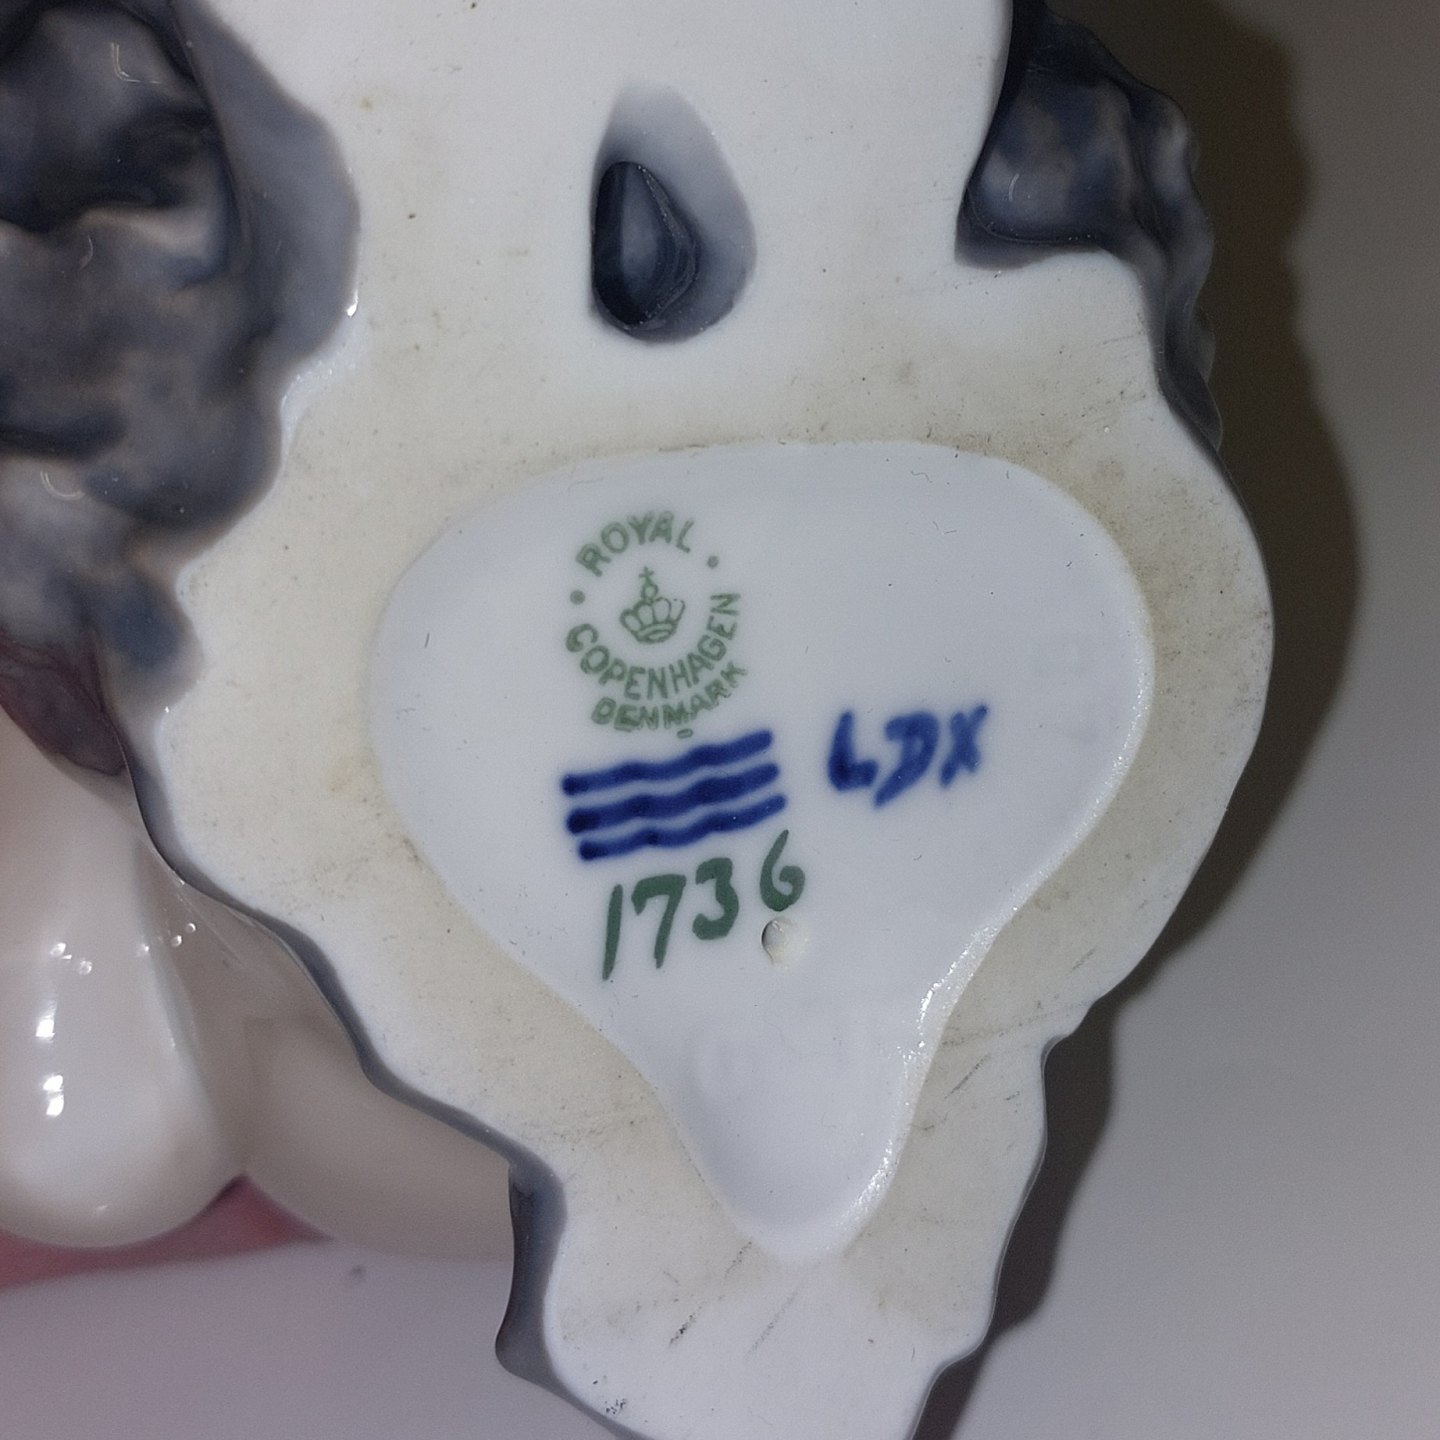 ROYAL
COPENHAGEN
DENMARK
LDX
1736